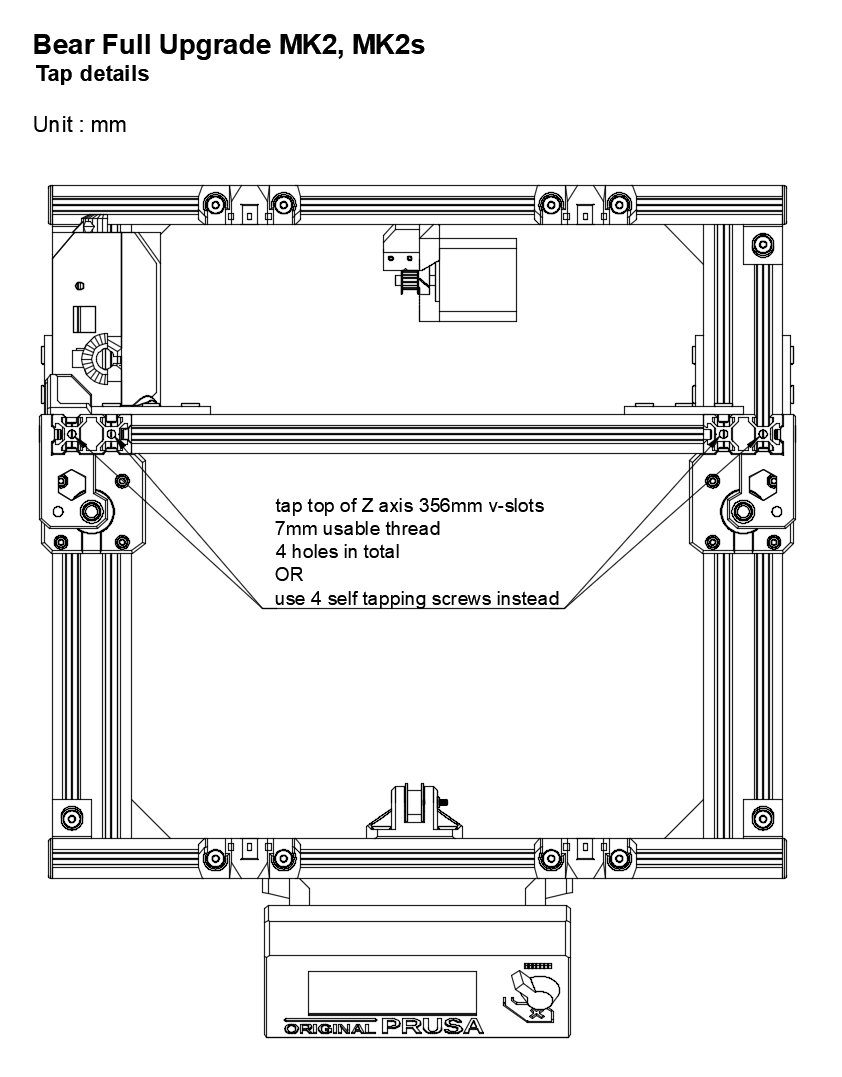 Bear Full Upgrade MK2, MK2s
Tap details
Unit : mm
tap top of Z axis 356mm v-slots
7mm usable thread
4 holes in total
OR
use 4 self tapping screws instead
ORIGINAL PRUSA